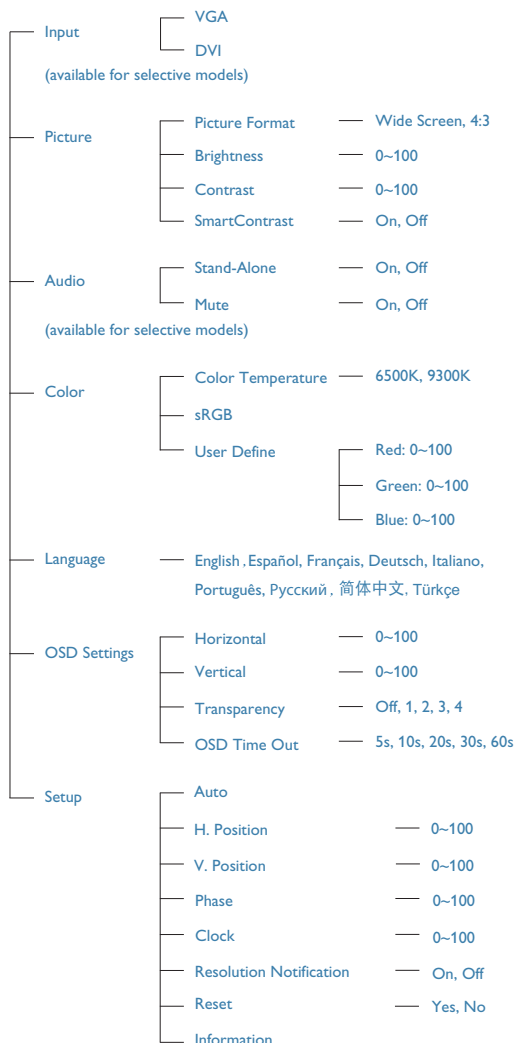 Input
VGA
DVI
(available for selective models)
Picture
Picture Format Wide Screen, 4:3
Brightness 0~100
Contrast 0~100
SmartContrast On, Off
Audio
Stand-Alone On, Off
Mute On, Off
(available for selective models)
Color
Color Temperature 6500K, 9300K
sRGB
User Define Red: 0~100
Green: 0~100
Blue: 0~100
Language English, Español, Français, Deutsch, Italiano,
Português, Русский, 简体中文, Türkçe
OSD Settings
Horizontal 0~100
Vertical 0~100
Transparency Off, 1, 2, 3, 4
OSD Time Out 5s, 10s, 20s, 30s, 60s
Setup
Auto
H. Position 0~100
V. Position 0~100
Phase 0~100
Clock 0~100
Resolution Notification On, Off
Reset Yes, No
Information